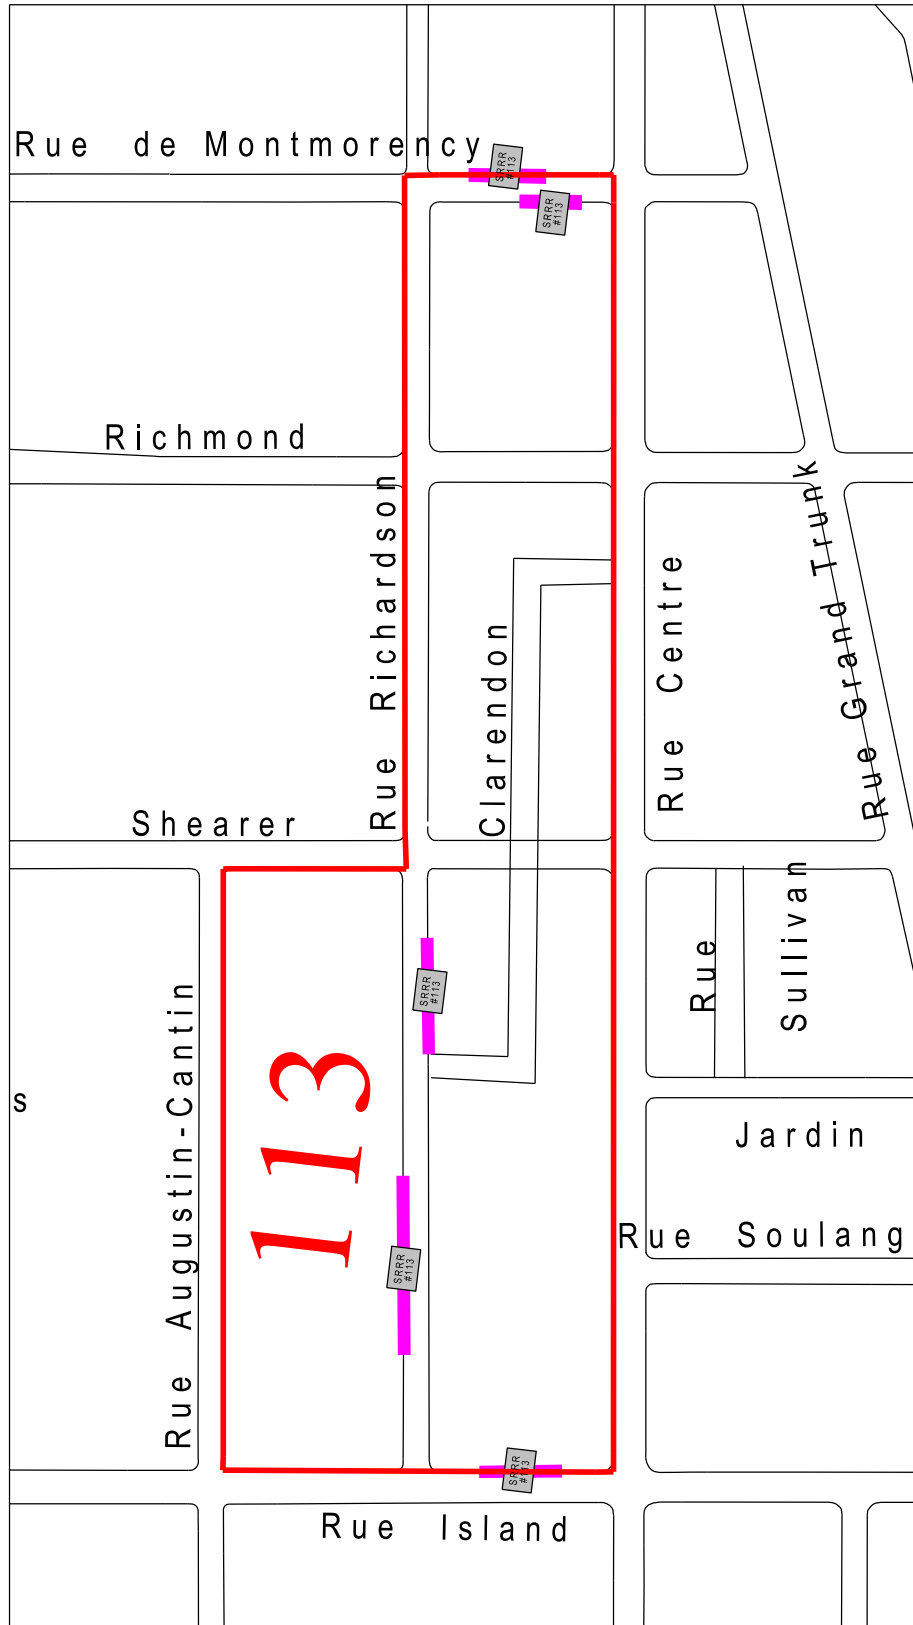 Rue de Montmorency
SRRR
#113
SRRR
#113
Richmond
Rue Richardson
Clarendon
Rue Centre
Rue Grand Trunk
Shearer
Rue Sullivan
SRRR
#113
Rue Augustin-Cantin
s
113
Jardin
Rue Soulang
SRRR
#113
SRRR
#113
Rue Island